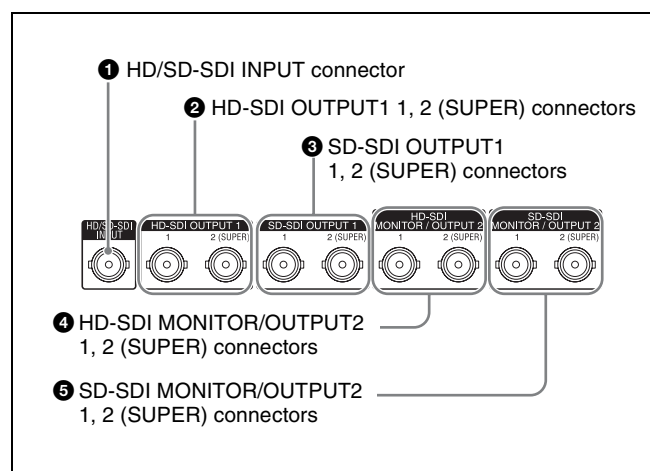 ❶ HD/SD-SDI INPUT connector
❷ HD-SDI OUTPUT1 1, 2 (SUPER) connectors
❸ SD-SDI OUTPUT1
1, 2 (SUPER) connectors
HD/SD-SDI
INPUT
HD-SDI OUTPUT 1
1 2 (SUPER)
SD-SDI OUTPUT 1
1 2 (SUPER)
HD-SDI
MONITOR / OUTPUT 2
1 2 (SUPER)
SD-SDI
MONITOR / OUTPUT 2
1 2 (SUPER)
❹ HD-SDI MONITOR/OUTPUT2
1, 2 (SUPER) connectors
❺ SD-SDI MONITOR/OUTPUT2
1, 2 (SUPER) connectors